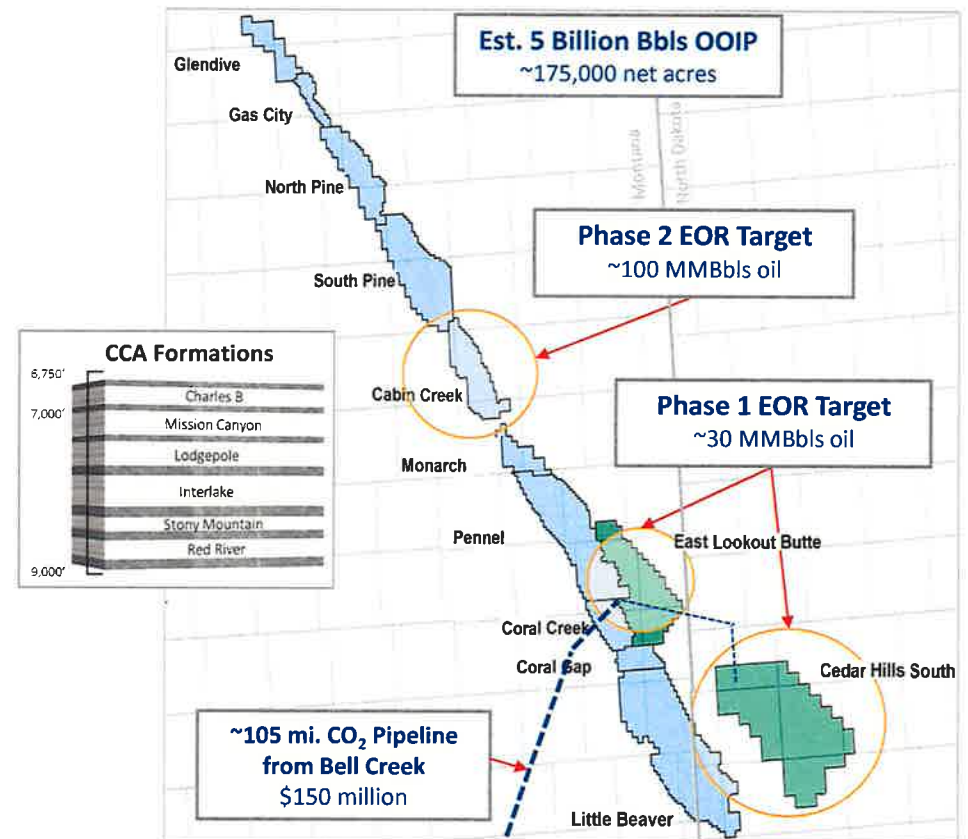 Est. 5 Billion Bbls OOIP
~175,000 net acres
Glendive
Gas City
North Pine
Montana
North Dakota
Phase 2 EOR Target
~100 MMBbls oil
South Pine
CCA Formations
6,750'
Charles B
7,000'
Mission Canyon
Lodgepole
Interlake
Stony Mountain
Red River
9,000'
Cabin Creek
Phase 1 EOR Target
~30 MMBbls oil
Monarch
Pennel
East Lookout Butte
Coral Creek
Coral Gap
Cedar Hills South
~105 mi. CO₂ Pipeline
from Bell Creek
$150 million
Little Beaver